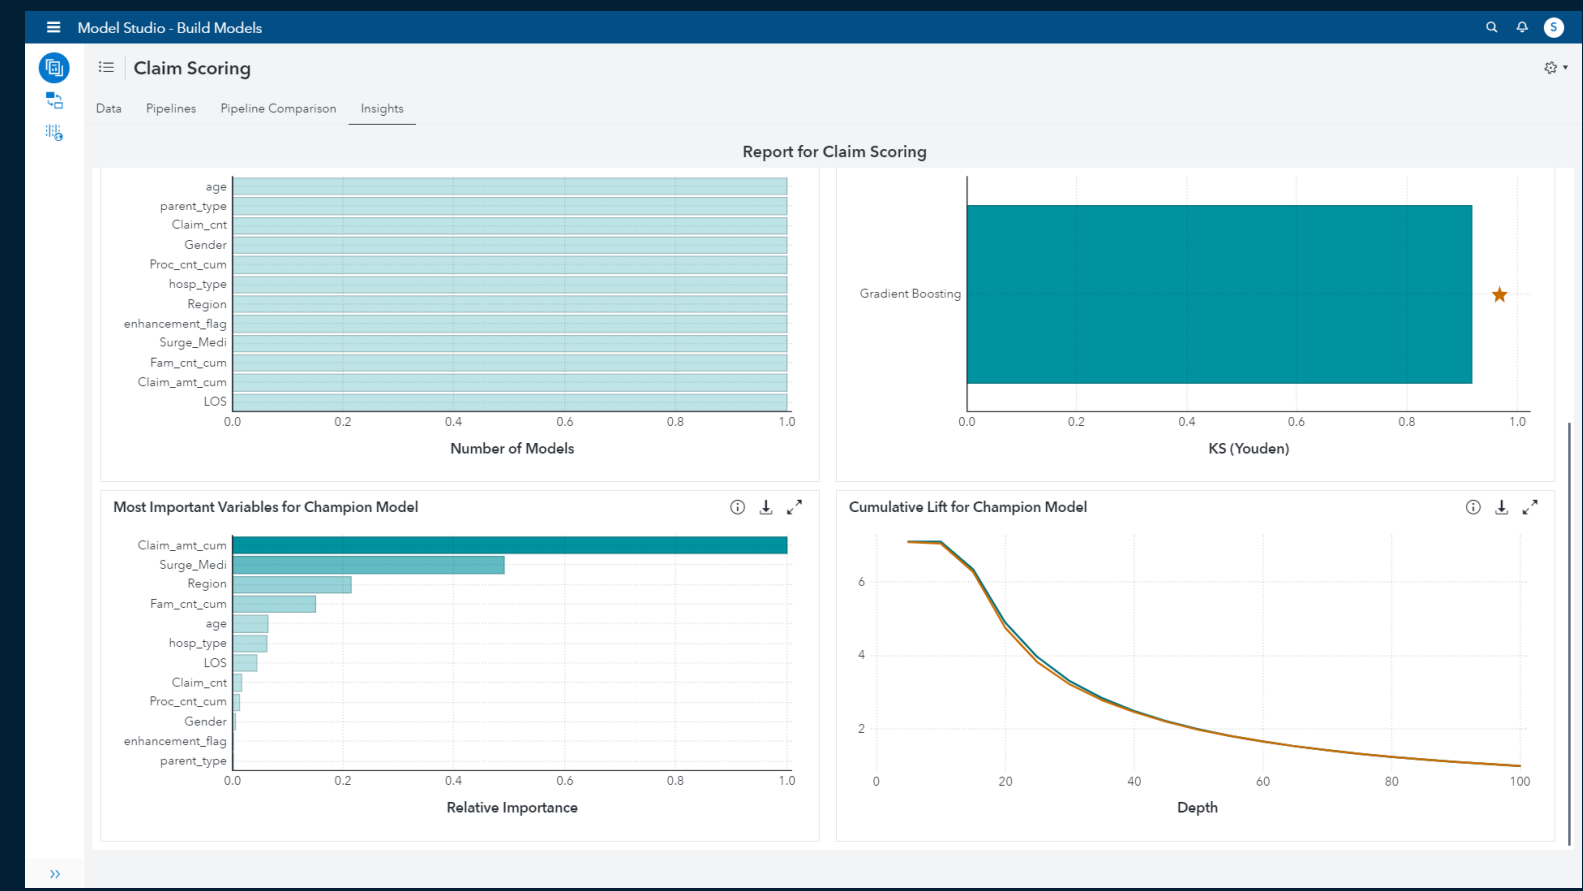 Model Studio - Build Models
S
Claim Scoring
Data Pipelines Pipeline Comparison Insights
Report for Claim Scoring
age
parent_type
Claim_cnt
Gender
Proc_cnt_cum
hosp_type
Region
enhancement_flag
Surge_Medi
Fam_cnt_cum
Claim_amt_cum
LOS
0.0 0.2 0.4 0.6 0.8 1.0
Number of Models
Gradient Boosting
0.0 0.2 0.4 0.6 0.8 1.0
KS (Youden)
Most Important Variables for Champion Model
Claim_amt_cum
Surge_Medi
Region
Fam_cnt_cum
age
hosp_type
LOS
Claim_cnt
Proc_cnt_cum
Gender
enhancement_flag
parent_type
0.0 0.2 0.4 0.6 0.8 1.0
Relative Importance
Cumulative Lift for Champion Model
6
4
2
0 20 40 60 80 100
Depth